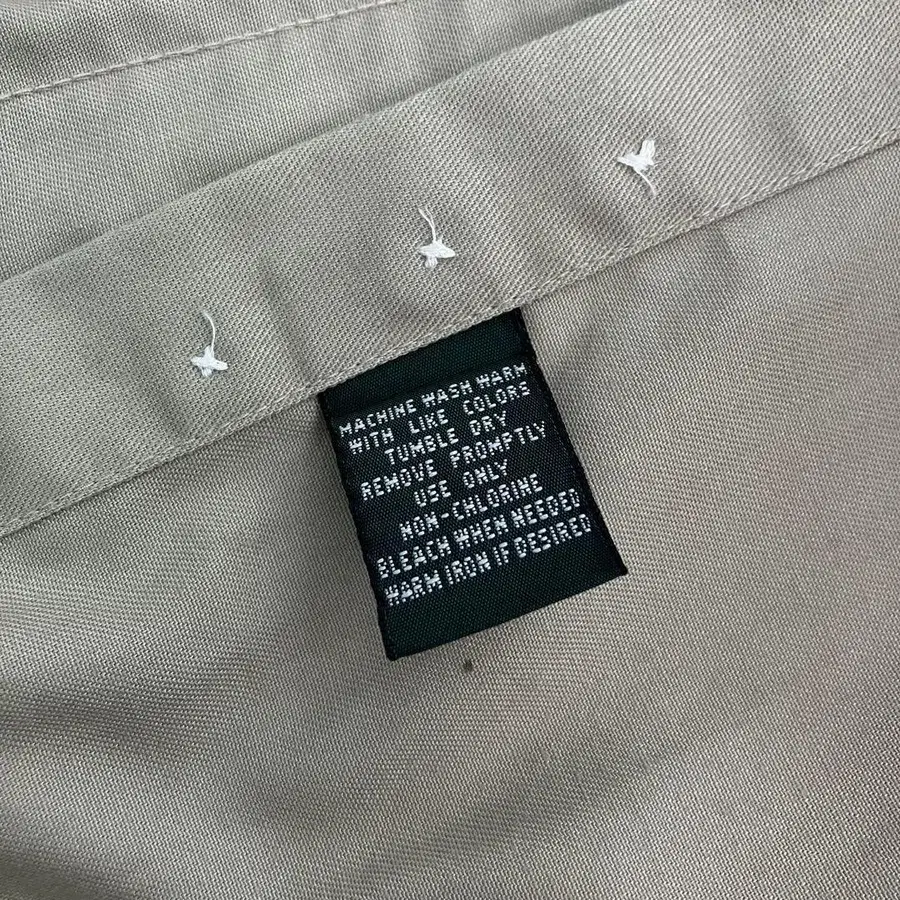 MACHINE WASH WARM
WITH LIKE COLORS
TUMBLE DRY
REMOVE PROMPTLY
USE ONLY
NON-CHLORINE
BLEACH WHEN NEEDED
WARM IRON IF DESIRED